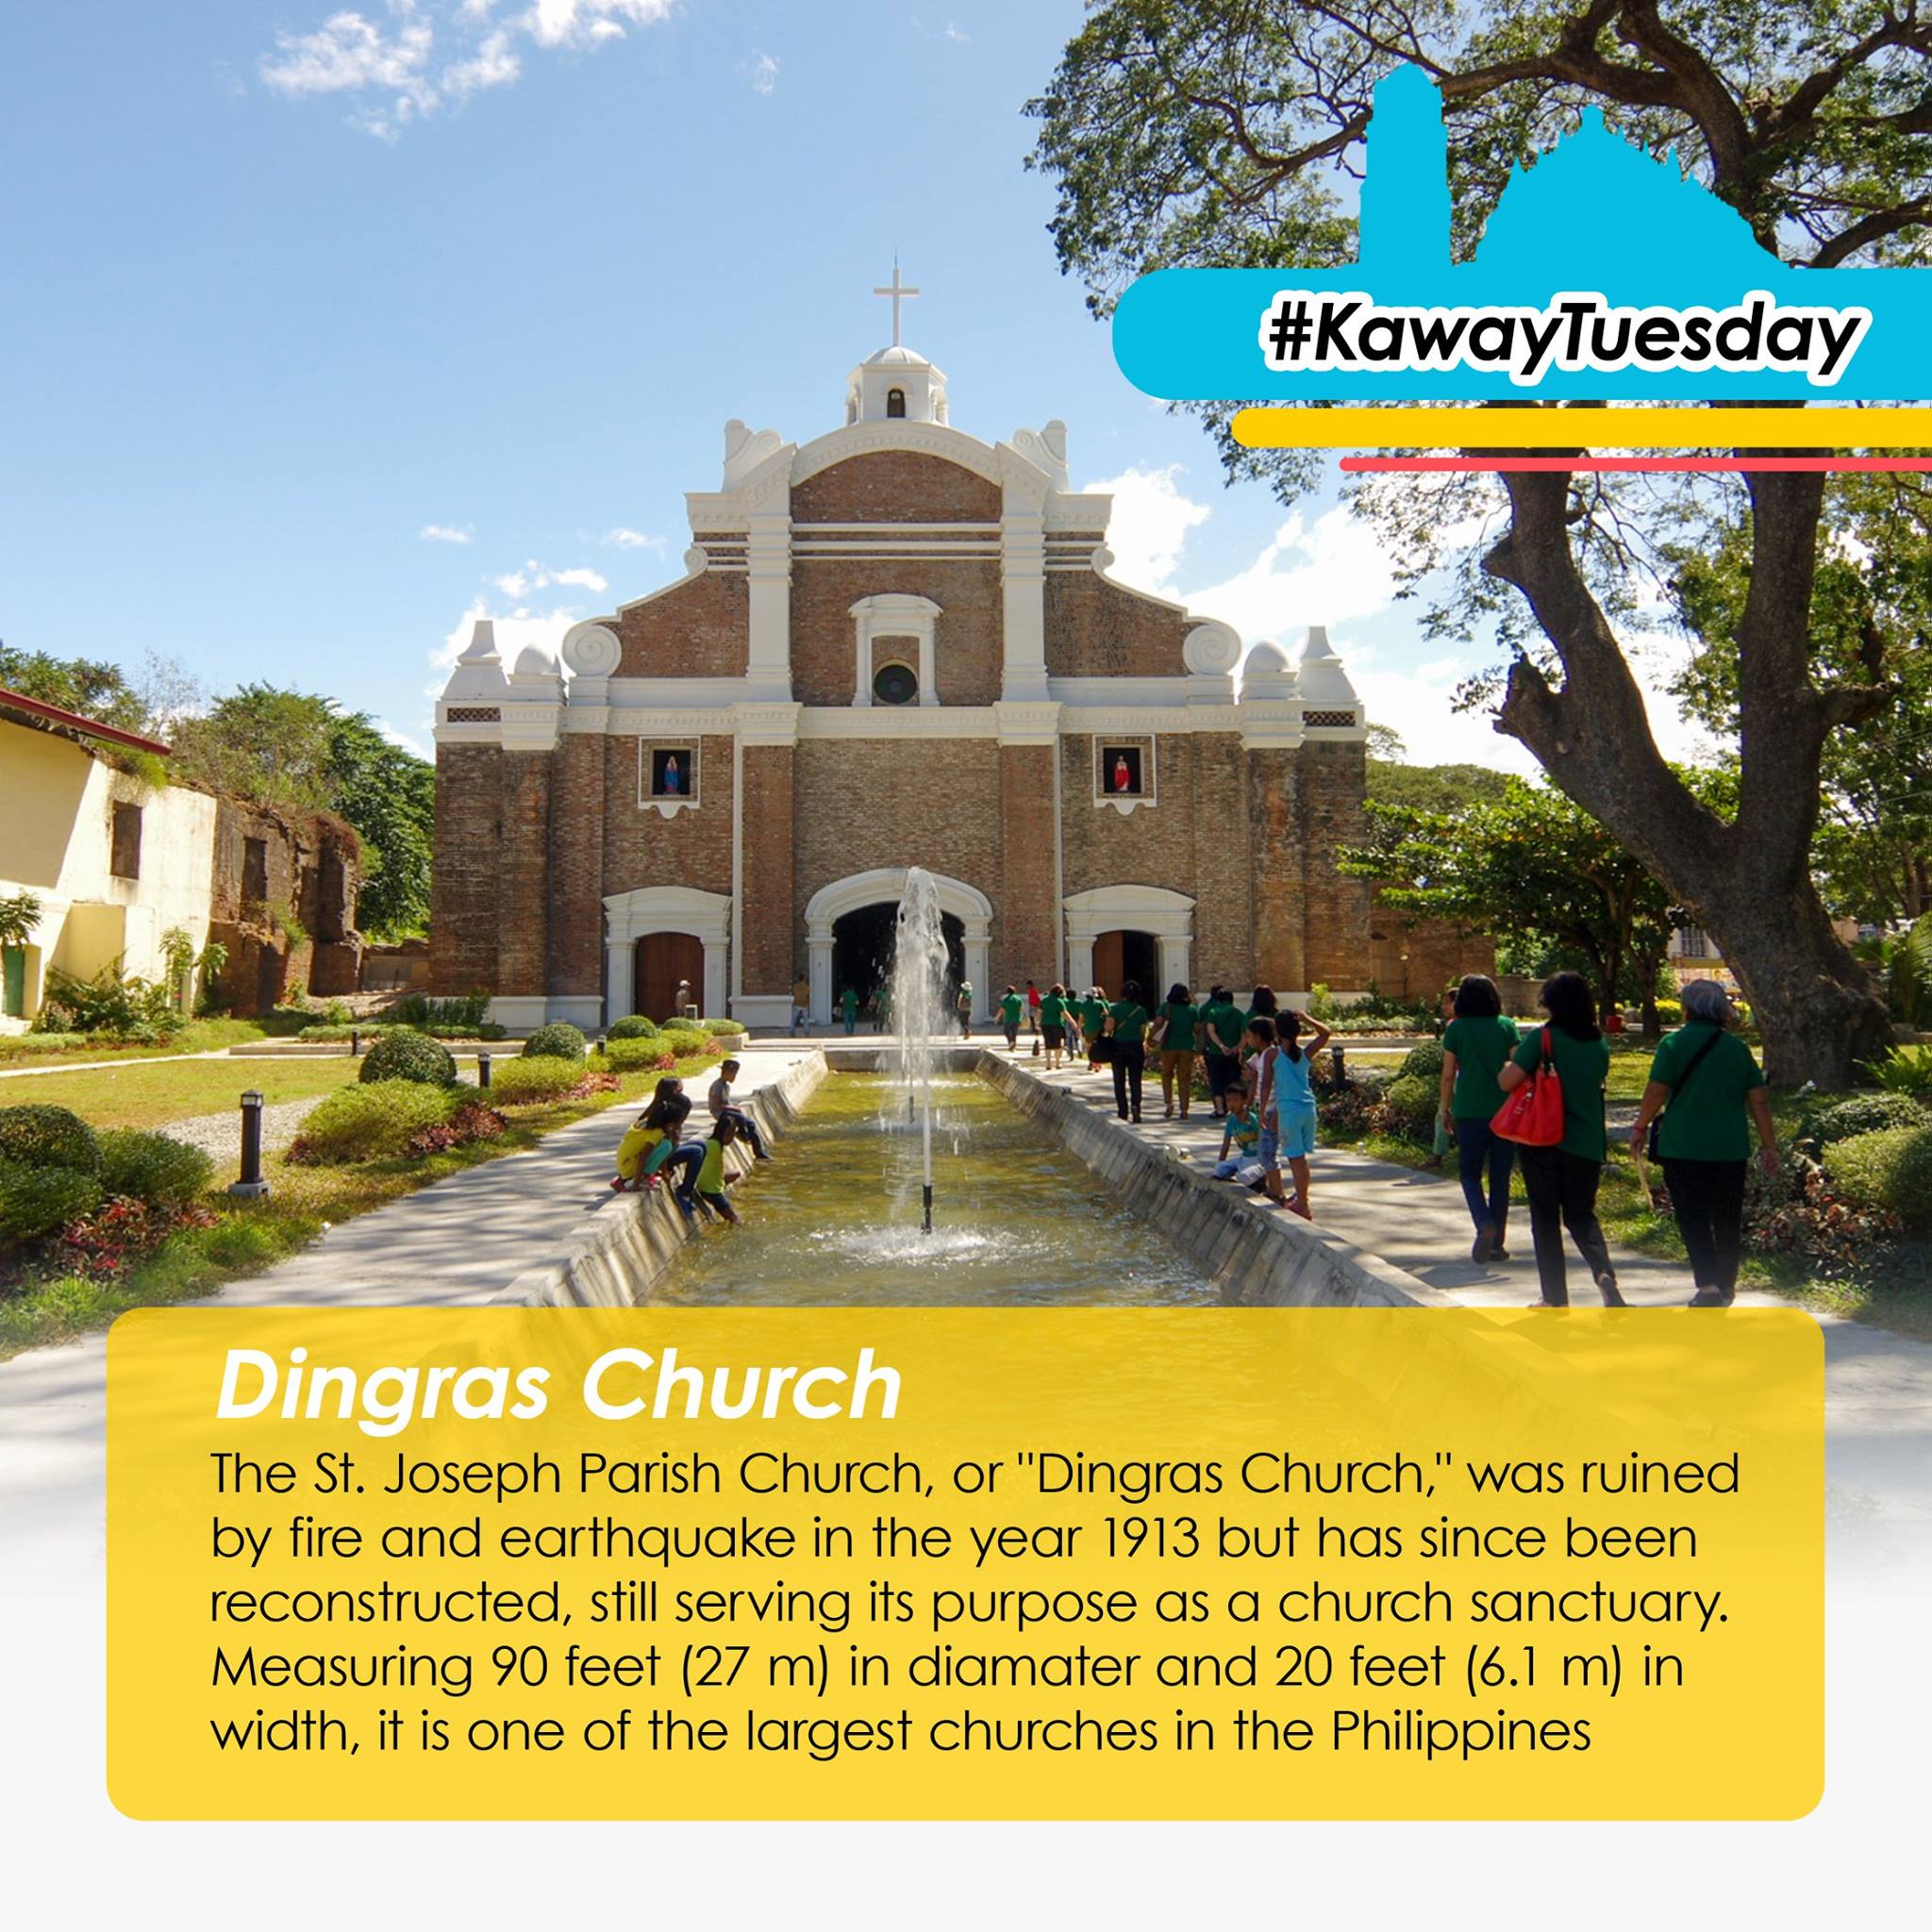 #KawayTuesday
Dingras Church
The St. Joseph Parish Church, or "Dingras Church," was ruined
by fire and earthquake in the year 1913 but has since been
reconstructed, still serving its purpose as a church sanctuary.
Measuring 90 feet (27 m) in diamater and 20 feet (6.1 m) in
width, it is one of the largest churches in the Philippines